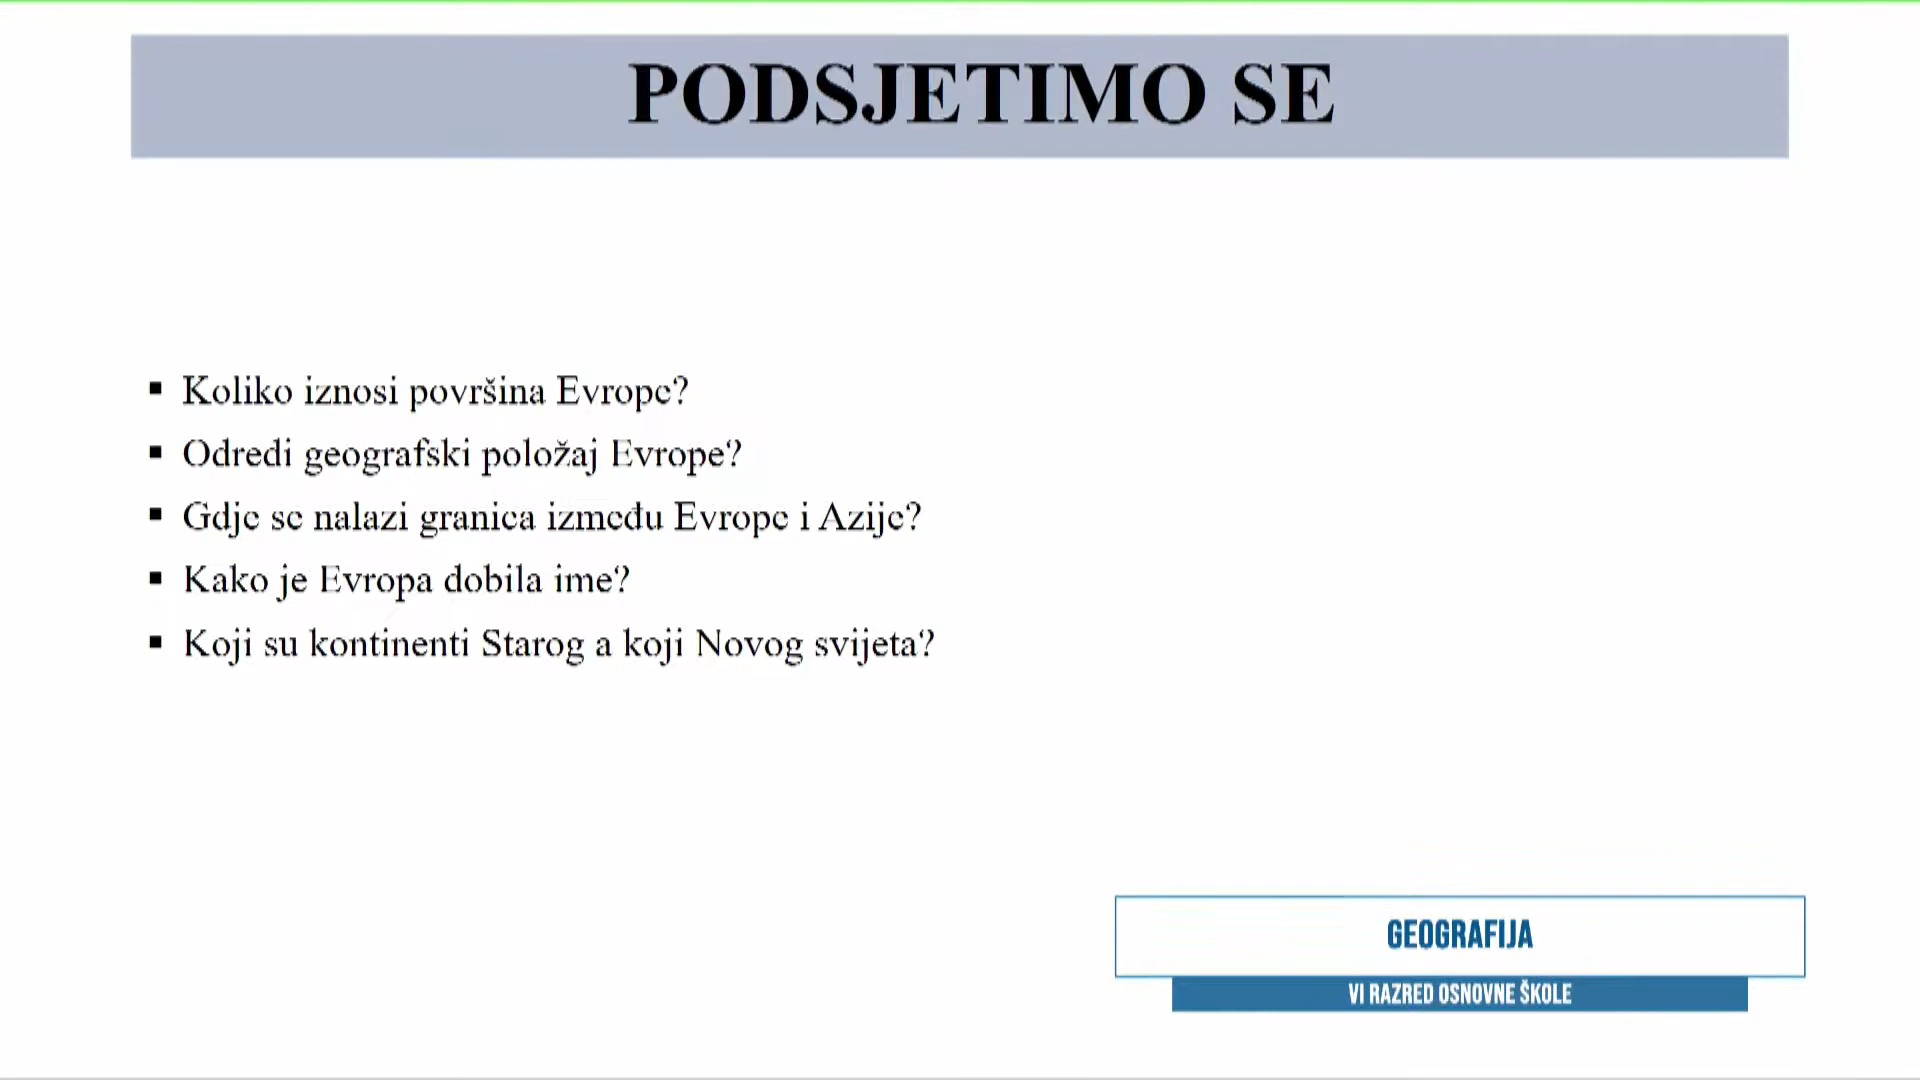 PODSJETIMO SE
▪ Koliko iznosi površina Evrope?
▪ Odredi geografski položaj Evrope?
▪ Gdje se nalazi granica između Evrope i Azije?
▪ Kako je Evropa dobila ime?
▪ Koji su kontinenti Starog a koji Novog svijeta?
GEOGRAFIJA
VI RAZRED OSNOVNE ŠKOLE